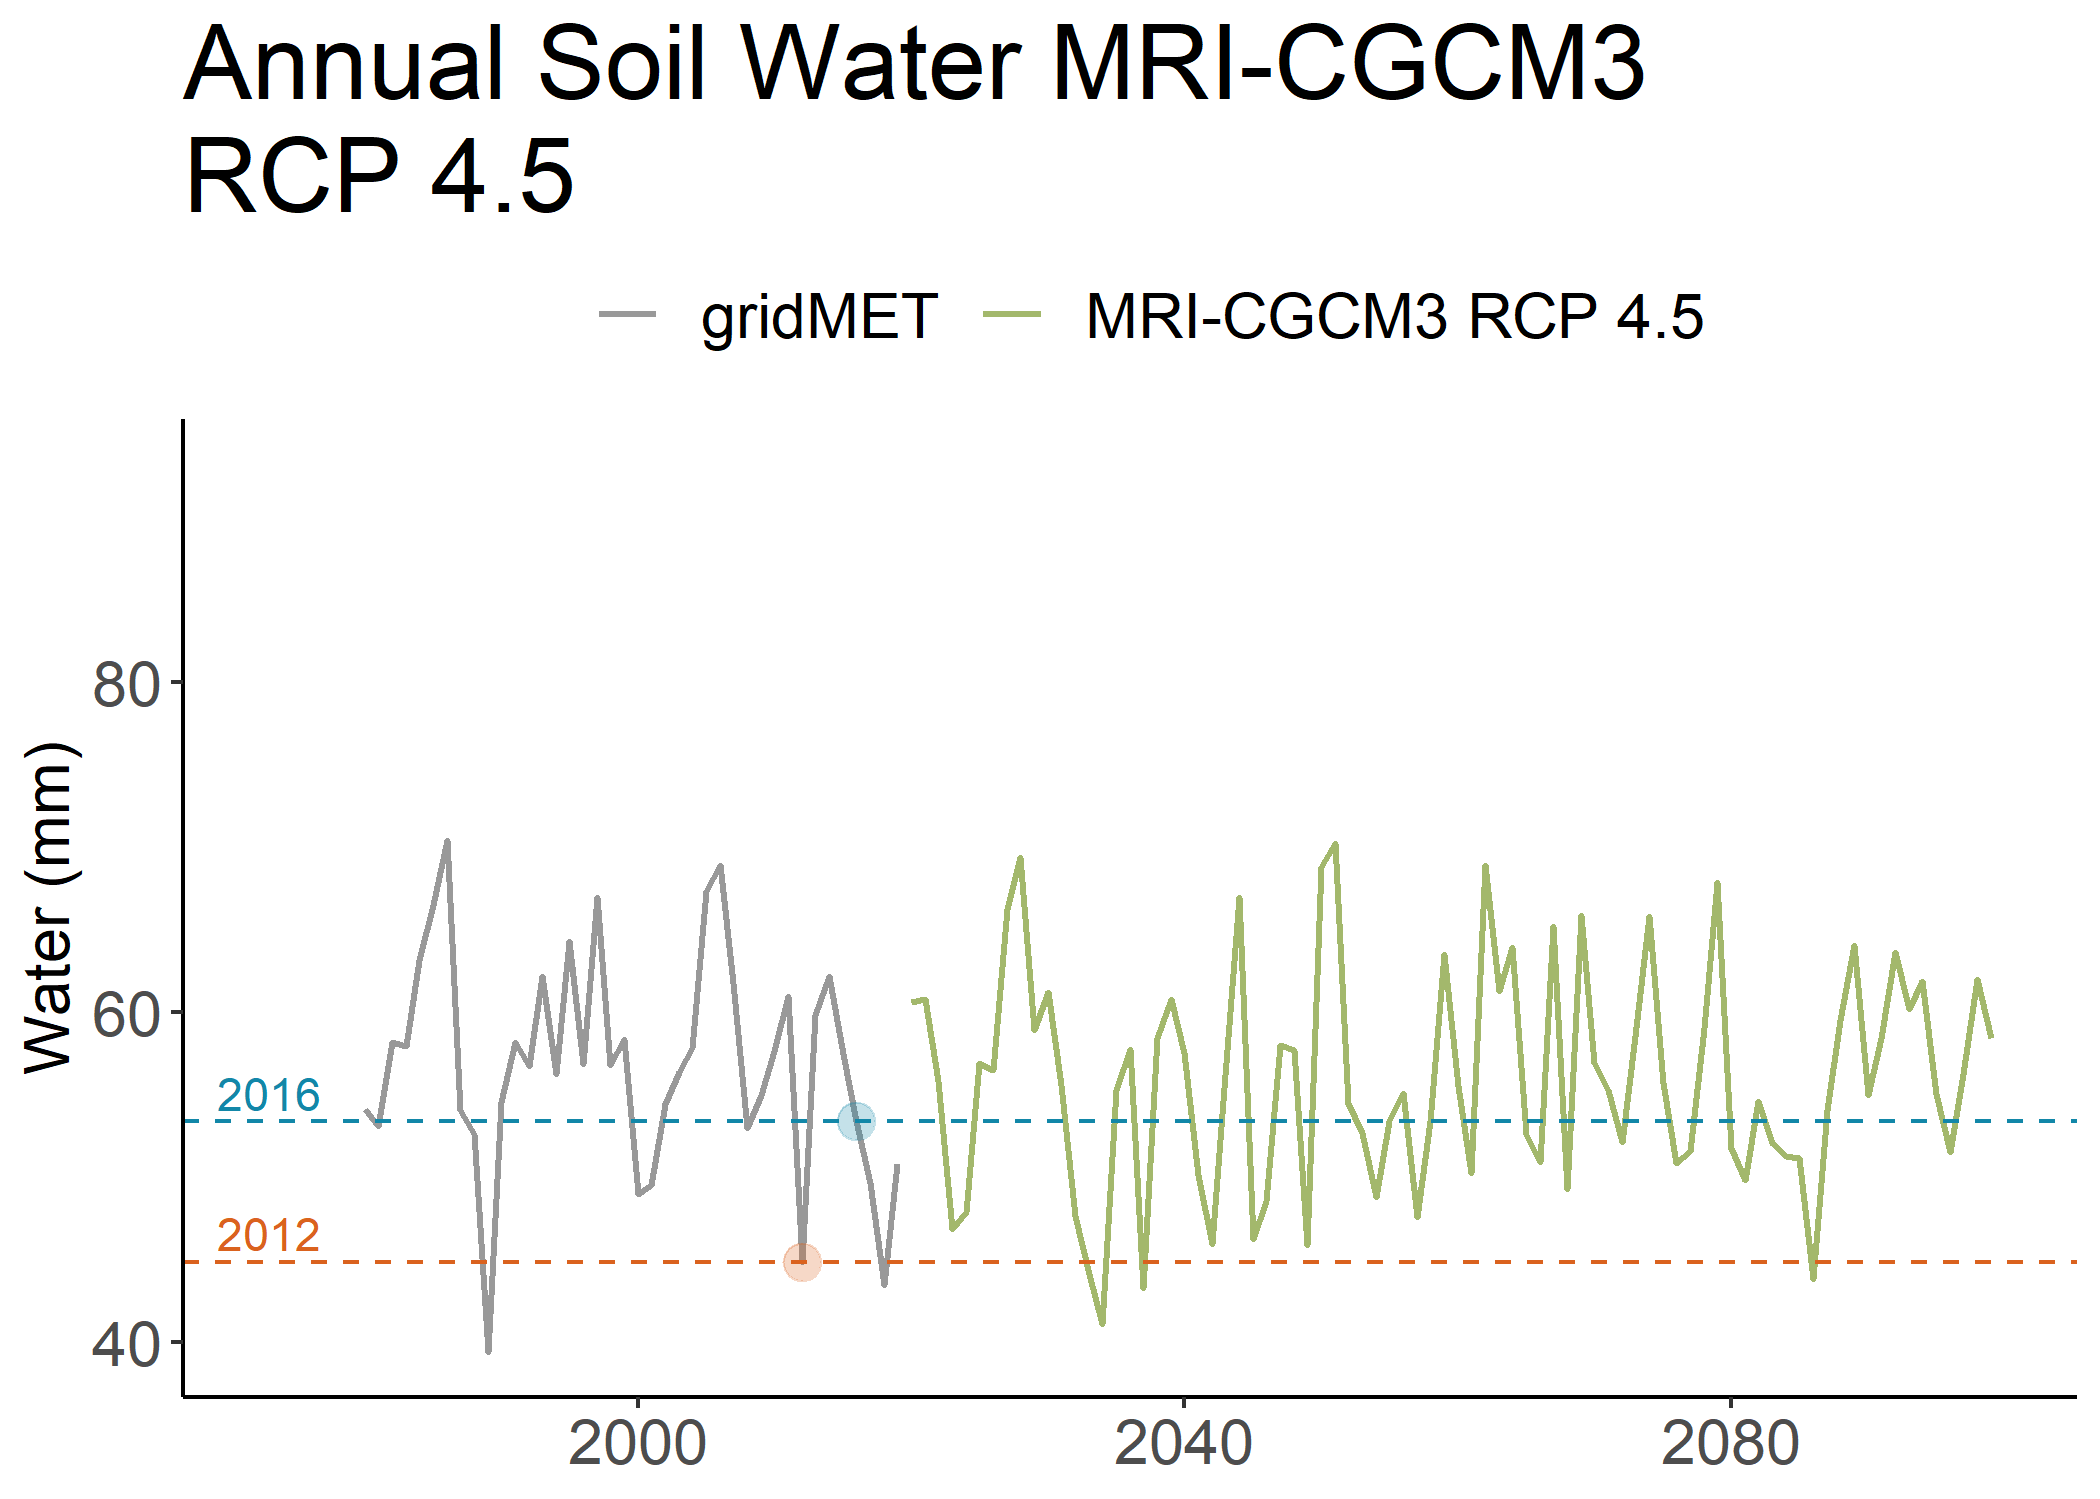 Annual Soil Water MRI-CGCM3
RCP 4.5
gridMET MRI-CGCM3 RCP 4.5
Water (mm)
80
60
40
2016
2012
2000 2040 2080